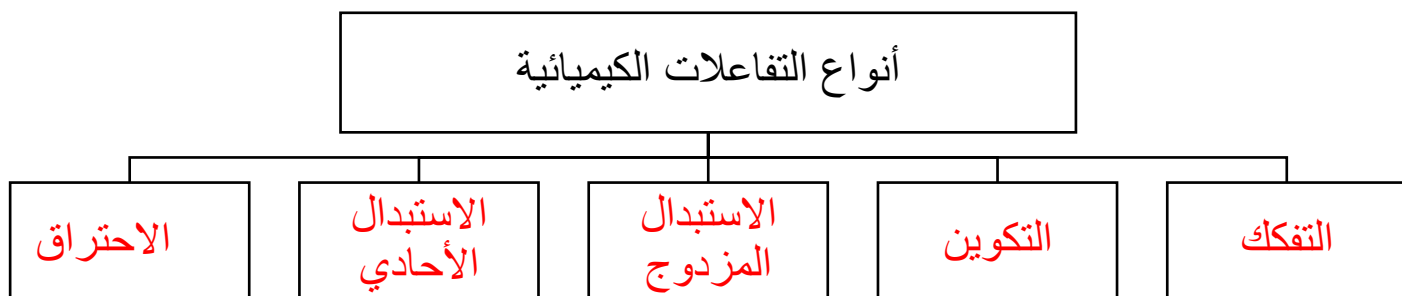 أنواع التفاعلات الكيميائية
التفكك
التكوين
الاستبدال
المزدوج
الاستبدال
الأحادي
الاحتراق